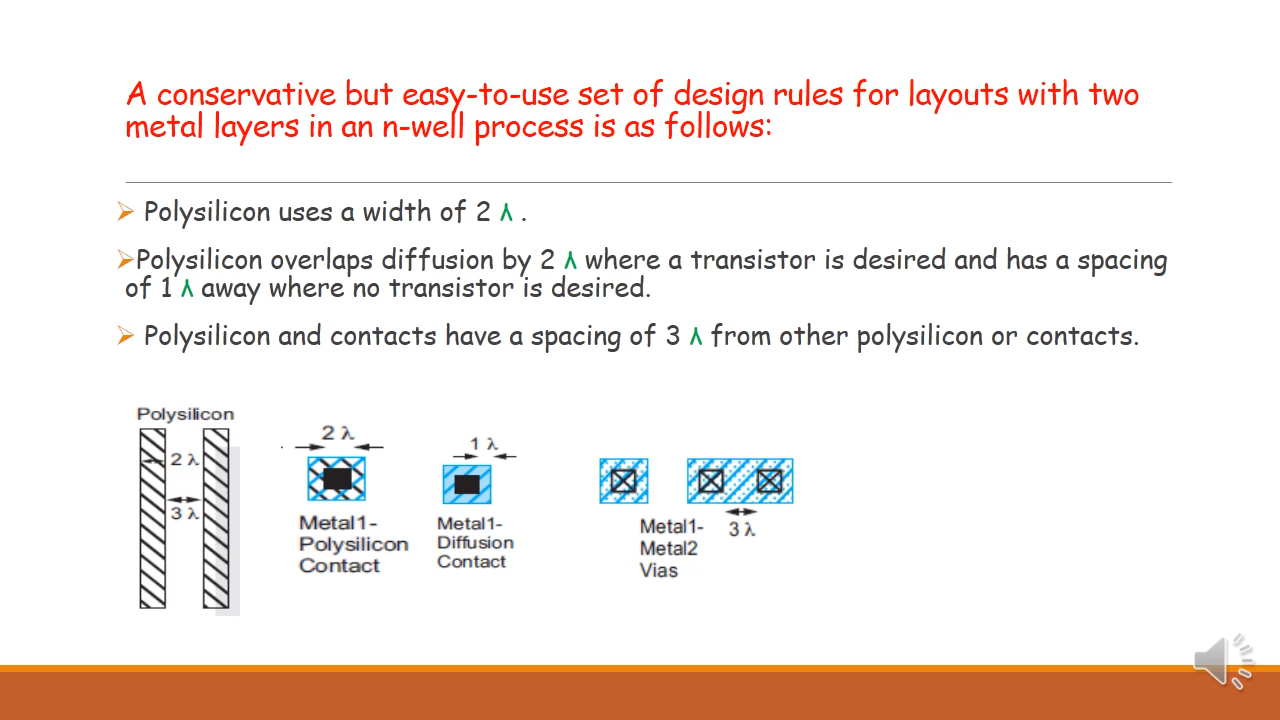 A conservative but easy-to-use set of design rules for layouts with two
metal layers in an n-well process is as follows:
➢ Polysilicon uses a width of 2 λ .
➢Polysilicon overlaps diffusion by 2 λ where a transistor is desired and has a spacing
of 1 λ away where no transistor is desired.
➢ Polysilicon and contacts have a spacing of 3 λ from other polysilicon or contacts.
Polysilicon
2 λ
3 λ
2 λ
Metal1-
Polysilicon
Contact
1 λ
Metal1-
Diffusion
Contact
Metal1-
Metal2
Vias
3 λ